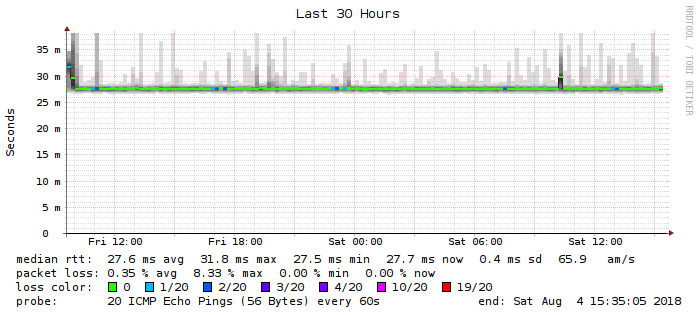 Last 30 Hours
RRDTOOL / TOBI OETIKER
Seconds
35 m
30 m
25 m
20 m
15 m
10 m
5 m
0
Fri 12:00 Fri 18:00 Sat 00:00 Sat 06:00 Sat 12:00
median rtt: 27.6 ms avg 31.8 ms max 27.5 ms min 27.7 ms now 0.4 ms sd 65.9 am/s
packet loss: 0.35 % avg 8.33 % max 0.00 % min 0.00 % now
loss color: 0 1/20 2/20 3/20 4/20 10/20 19/20
probe: 20 ICMP Echo Pings (56 Bytes) every 60s end: Sat Aug 4 15:35:05 2018